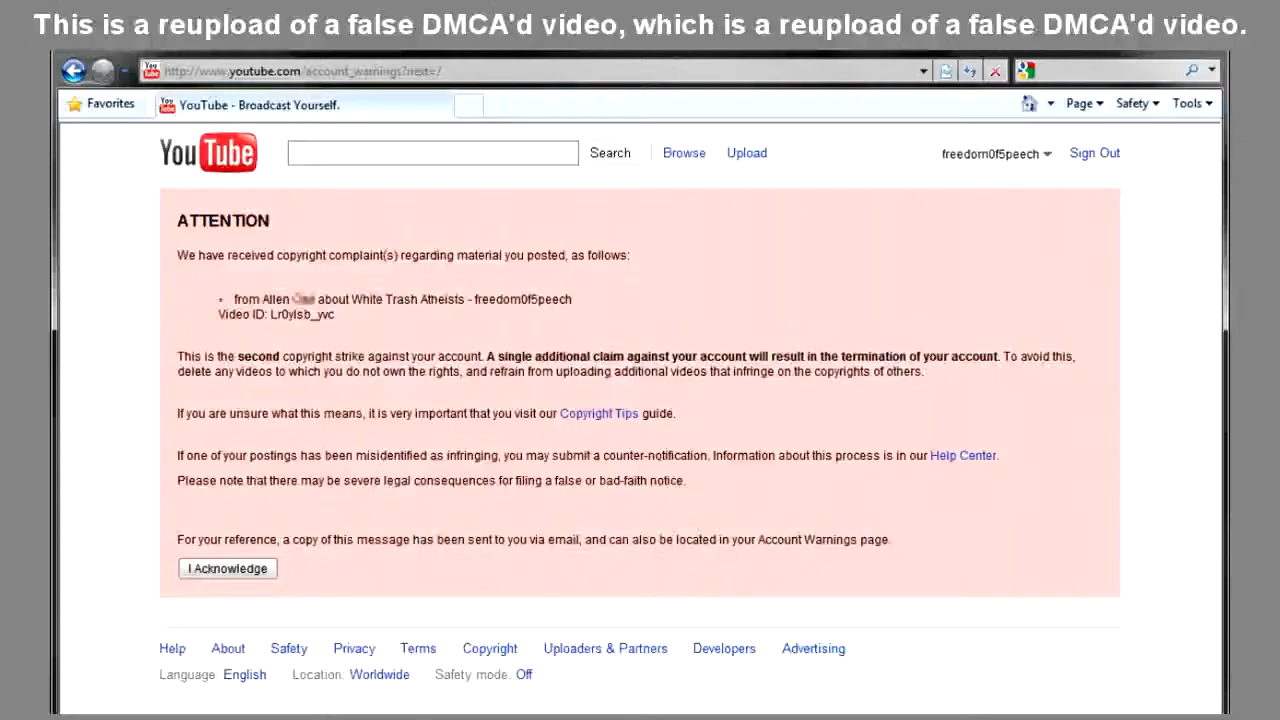 This is a reupload of a false DMCA'd video, which is a reupload of a false DMCA'd video.
http://www.youtube.com/account_warnings?next=/
Favorites
YouTube - Broadcast Yourself.
Page
Safety
Tools
YouTube
Search
Browse
Upload
freedom0f5peech
Sign Out
ATTENTION
We have received copyright complaint(s) regarding material you posted, as follows:
• from Allen about White Trash Atheists - freedom0f5peech
Video ID: Lr0ylsb_yvc
This is the second copyright strike against your account. A single additional claim against your account will result in the termination of your account. To avoid this,
delete any videos to which you do not own the rights, and refrain from uploading additional videos that infringe on the copyrights of others.
If you are unsure what this means, it is very important that you visit our Copyright Tips guide.
If one of your postings has been misidentified as infringing, you may submit a counter-notification. Information about this process is in our Help Center.
Please note that there may be severe legal consequences for filing a false or bad-faith notice.
For your reference, a copy of this message has been sent to you via email, and can also be located in your Account Warnings page.
I Acknowledge
Help About Safety Privacy Terms Copyright Uploaders & Partners Developers Advertising
Language: English Location: Worldwide Safety mode: Off